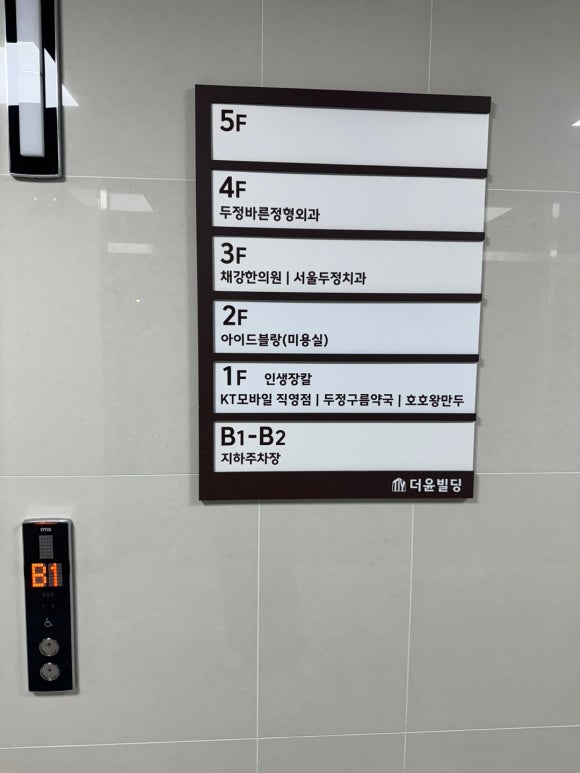 5F
4F
두정바른정형외과
3F
채강한의원 | 서울두정치과
2F
아이드블랑(미용실)
1F 인생장칼
KT모바일 직영점 | 두정구름약국 | 호호왕만두
B1-B2
지하주차장
더윤빌딩
OTIS
B1